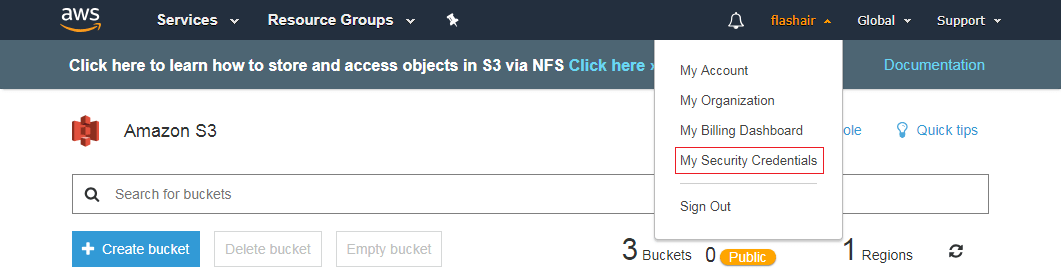 aws Services Resource Groups flashair Global Support
Click here to learn how to store and access objects in S3 via NFS Click here » Documentation
My Account
My Organization
Amazon S3 My Billing Dashboard ole Quick tips
My Security Credentials
Search for buckets
Sign Out
Create bucket Delete bucket Empty bucket 3 Buckets 0 Public 1 Regions